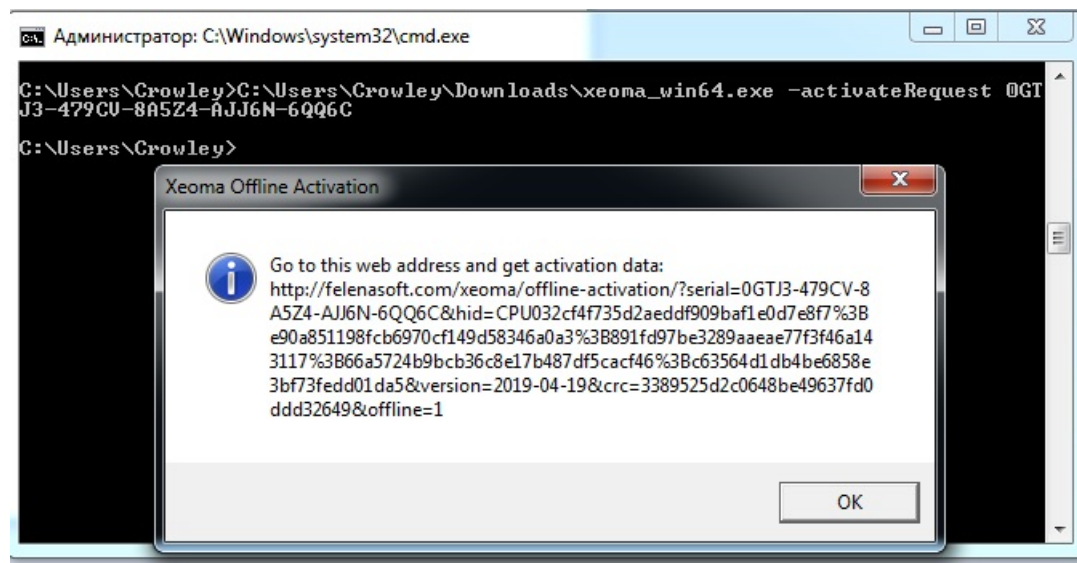 Администратор: C:\Windows\system32\cmd.exe
C:\Users\Crowley>C:\Users\Crowley\Downloads\xeoma_win64.exe -activateRequest 0GT
J3-479CV-8A5Z4-AJJ6N-6QQ6C
C:\Users\Crowley>
Xeoma Offline Activation
Go to this web address and get activation data:
http://felenasoft.com/xeoma/offline-activation/?serial=0GTJ3-479CV-8
A5Z4-AJJ6N-6QQ6C&hid=CPU032cf4f735d2aeddf909baf1e0d7e8f7%3B
e90a851198fcb6970cf149d58346a0a3%3B891fd97be3289aaeae77f3f46a14
3117%3B66a5724b9bcb36c8e17b487df5cacf46%3Bc63564d1db4be6858e
3bf73fedd01da5&version=2019-04-19&crc=3389525d2c0648be49637fd0
ddd32649&offline=1
OK